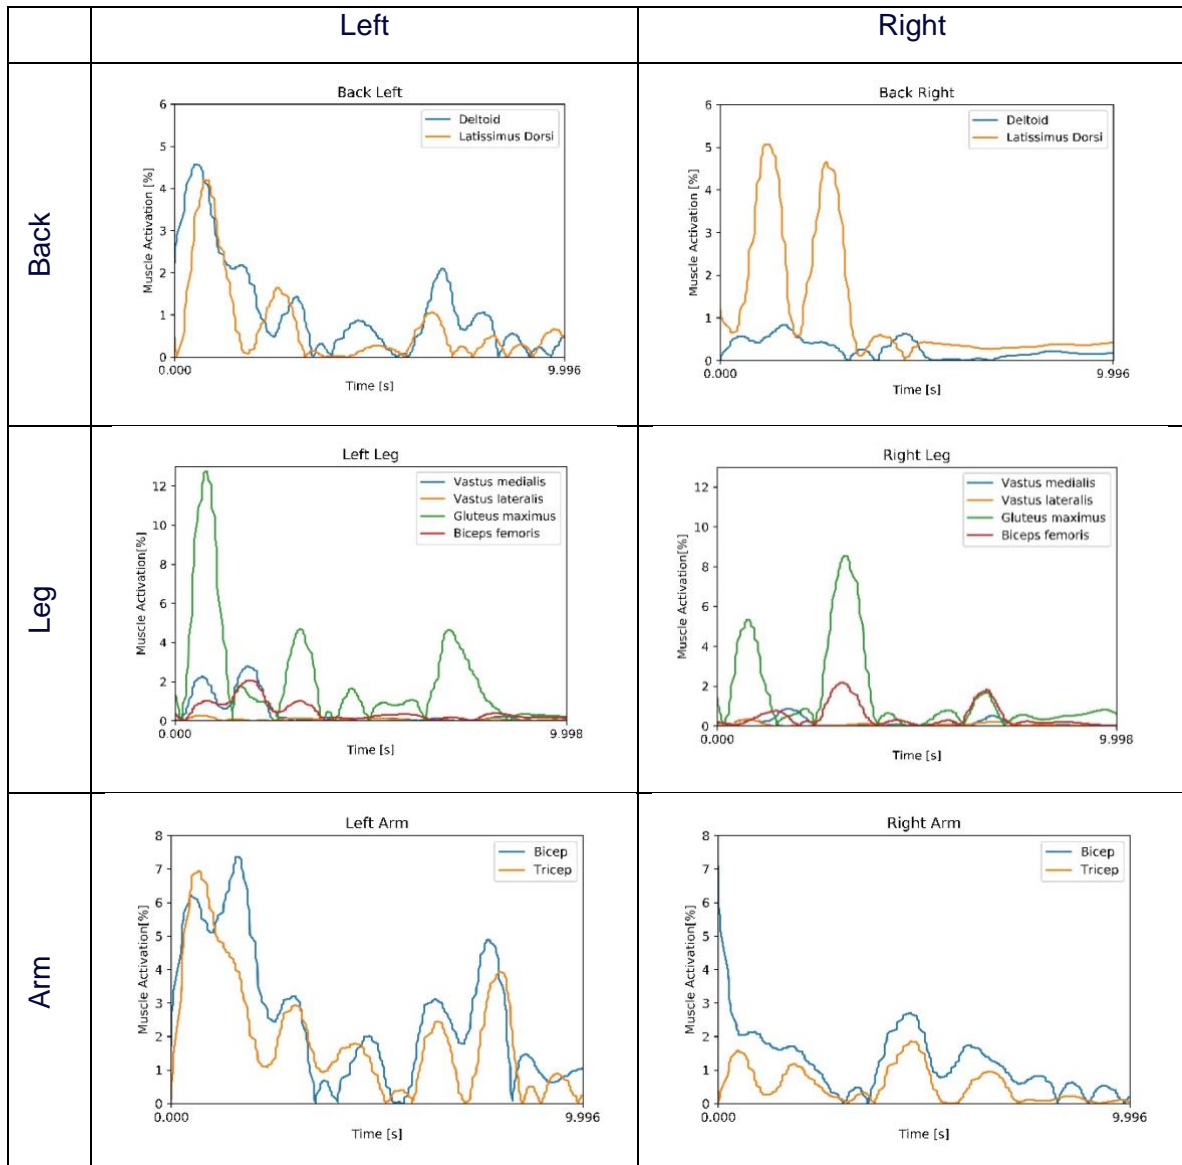 Left
Right
Back
Back Left
Deltoid
Latissimus Dorsi
Muscle Activation [%]
6
5
4
3
2
1
0
0.000
9.996
Time [s]
Back Right
Deltoid
Latissimus Dorsi
Muscle Activation [%]
6
5
4
3
2
1
0
0.000
9.996
Time [s]
Leg
Left Leg
Vastus medialis
Vastus lateralis
Gluteus maximus
Biceps femoris
Muscle Activation[%]
12
10
8
6
4
2
0
0.000
9.998
Time [s]
Right Leg
Vastus medialis
Vastus lateralis
Gluteus maximus
Biceps femoris
Muscle Activation[%]
12
10
8
6
4
2
0
0.000
9.998
Time [s]
Arm
Left Arm
Bicep
Tricep
Muscle Activation[%]
8
7
6
5
4
3
2
1
0
0.000
9.996
Time [s]
Right Arm
Bicep
Tricep
Muscle Activation[%]
8
7
6
5
4
3
2
1
0
0.000
9.996
Time [s]